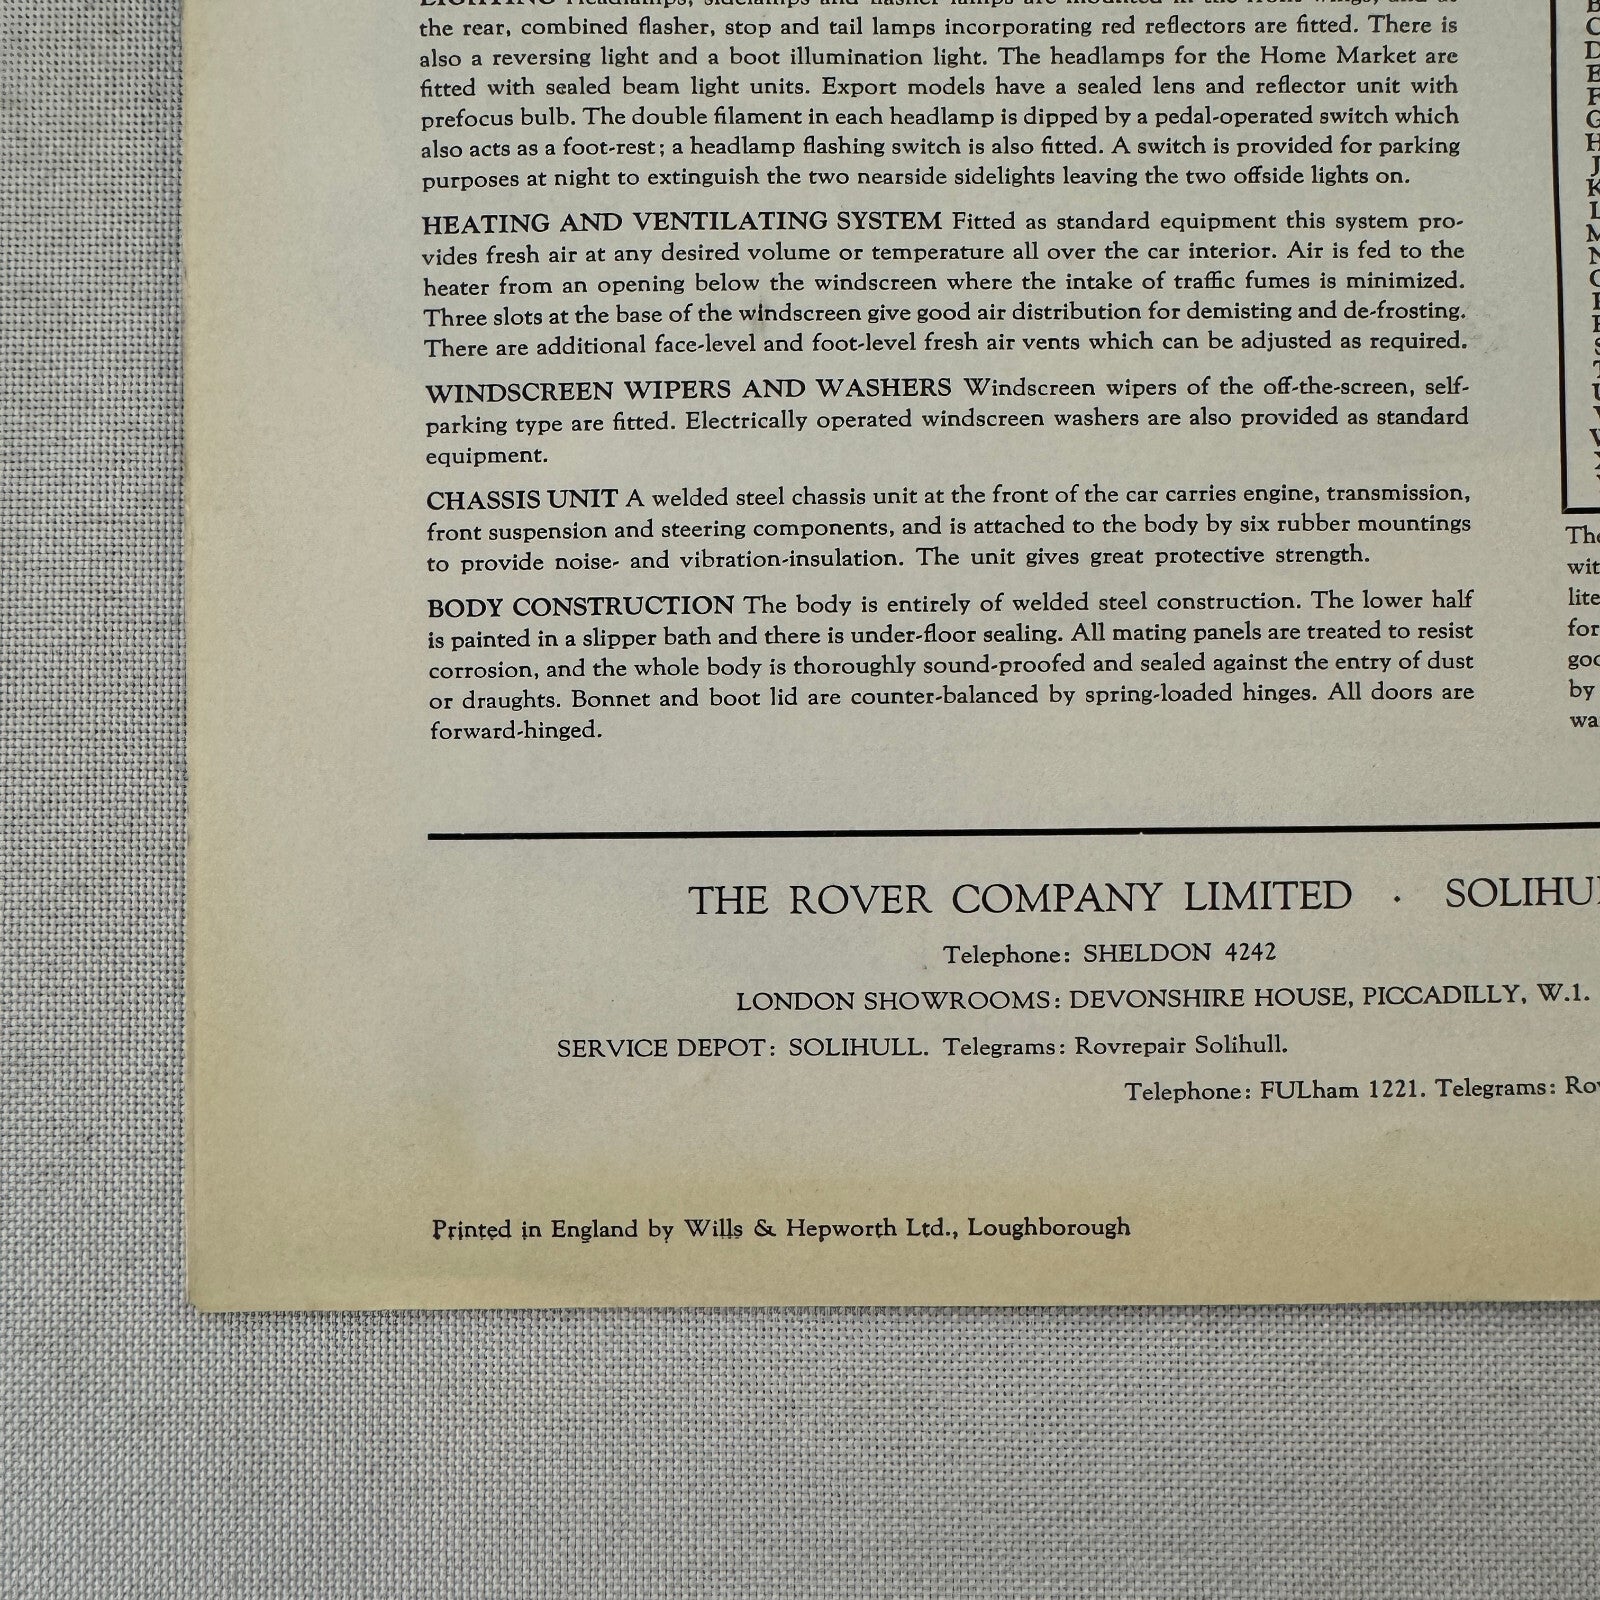 LIGHTING Headlamps, sidelamps and flasher lamps are mounted in the front wings, and at
the rear, combined flasher, stop and tail lamps incorporating red reflectors are fitted. There is
also a reversing light and a boot illumination light. The headlamps for the Home Market are
fitted with sealed beam light units. Export models have a sealed lens and reflector unit with
prefocus bulb. The double filament in each headlamp is dipped by a pedal-operated switch which
also acts as a foot-rest; a headlamp flashing switch is also fitted. A switch is provided for parking
purposes at night to extinguish the two nearside sidelights leaving the two offside lights on.
HEATING AND VENTILATING SYSTEM Fitted as standard equipment this system pro-
vides fresh air at any desired volume or temperature all over the car interior. Air is fed to the
heater from an opening below the windscreen where the intake of traffic fumes is minimized.
Three slots at the base of the windscreen give good air distribution for demisting and de-frosting.
There are additional face-level and foot-level fresh air vents which can be adjusted as required.
WINDSCREEN WIPERS AND WASHERS Windscreen wipers of the off-the-screen, self-
parking type are fitted. Electrically operated windscreen washers are also provided as standard
equipment.
CHASSIS UNIT A welded steel chassis unit at the front of the car carries engine, transmission,
front suspension and steering components, and is attached to the body by six rubber mountings
to provide noise- and vibration-insulation. The unit gives great protective strength.
BODY CONSTRUCTION The body is entirely of welded steel construction. The lower half
is painted in a slipper bath and there is under-floor sealing. All mating panels are treated to resist
corrosion, and the whole body is thoroughly sound-proofed and sealed against the entry of dust
or draughts. Bonnet and boot lid are counter-balanced by spring-loaded hinges. All doors are
forward-hinged.
THE ROVER COMPANY LIMITED · SOLIHU
Telephone: SHELDON 4242
LONDON SHOWROOMS: DEVONSHIRE HOUSE, PICCADILLY, W.1.
SERVICE DEPOT: SOLIHULL. Telegrams: Rovrepair Solihull.
Telephone: FULham 1221. Telegrams: Ro
Printed in England by Wills & Hepworth Ltd., Loughborough